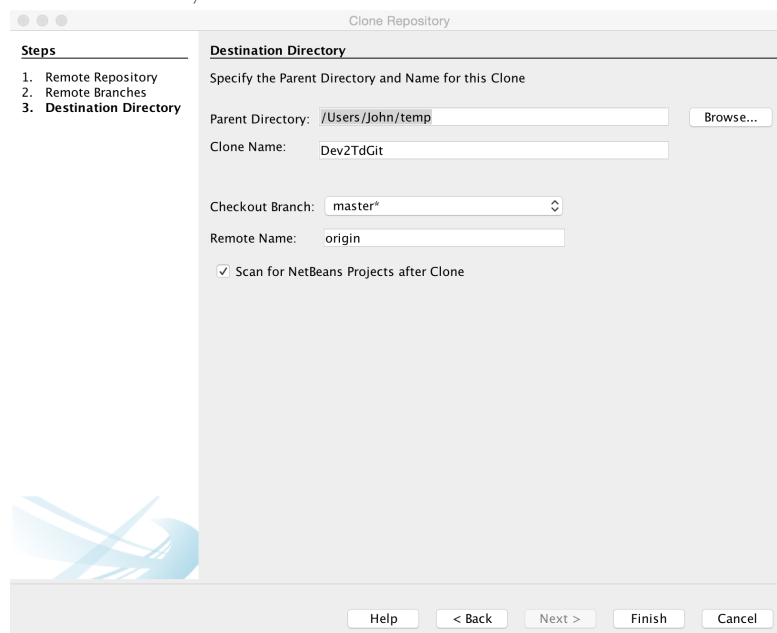 Clone Repository
Steps
1. Remote Repository
2. Remote Branches
3. Destination Directory
Destination Directory
Specify the Parent Directory and Name for this Clone
Parent Directory: /Users/John/temp Browse...
Clone Name: Dev2TdGit
Checkout Branch: master*
Remote Name: origin
Scan for NetBeans Projects after Clone
Help < Back Next > Finish Cancel